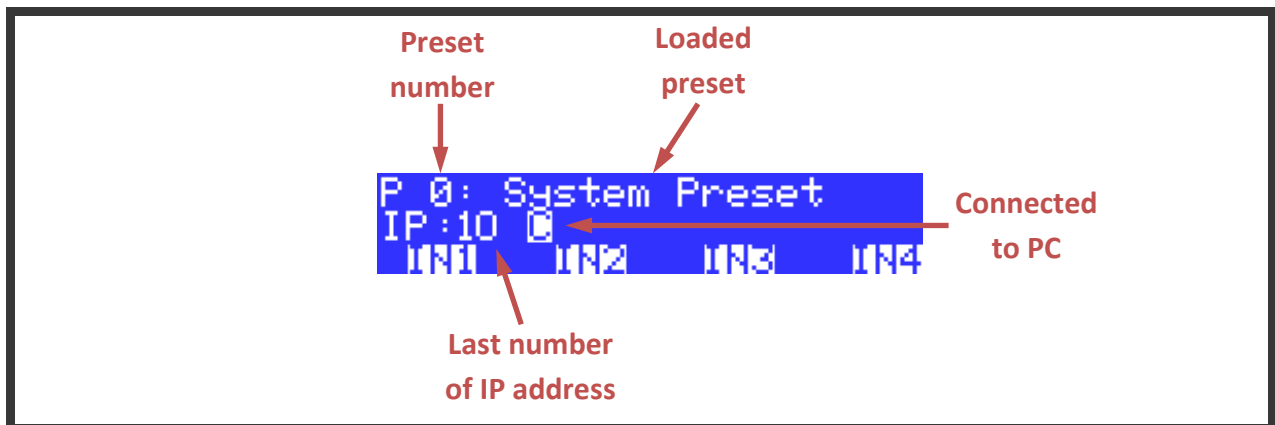 Preset
number
Loaded
preset
P 0: System Preset
IP:10 C
IN1 IN2 IN3 IN4
Connected
to PC
Last number
of IP address